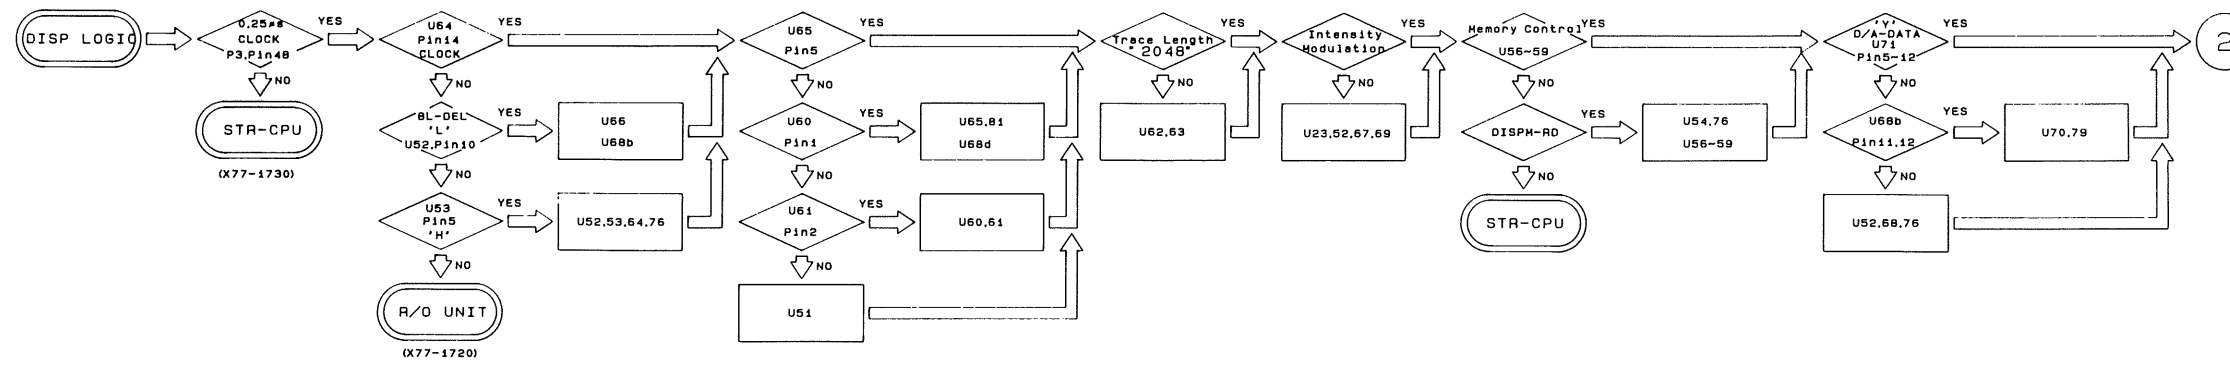 DISP LOGIC
0.25#s
CLOCK
P3.Pin48
YES
NO
STR-CPU
(X77-1730)
U64
Pin14
CLOCK
YES
NO
BL-DEL
'L'
U52.Pin10
YES
U66
U68b
NO
U53
Pin5
'H'
YES
U52,53,64,76
NO
R/O UNIT
(X77-1720)
U65
Pin5
YES
NO
U60
Pin1
YES
U65,81
U68d
NO
U61
Pin2
YES
U60,61
NO
U51
Trace Length
"2048"
YES
NO
U62,63
Intensity
Modulation
YES
NO
U23,52,67,69
Memory Control
U56~59
YES
NO
DISPM-RD
YES
U54,76
U56~59
NO
STR-CPU
'Y'
D/A-DATA
U71
Pin5~12
YES
NO
U68b
Pin11,12
YES
U70,79
NO
U52,68,76
2